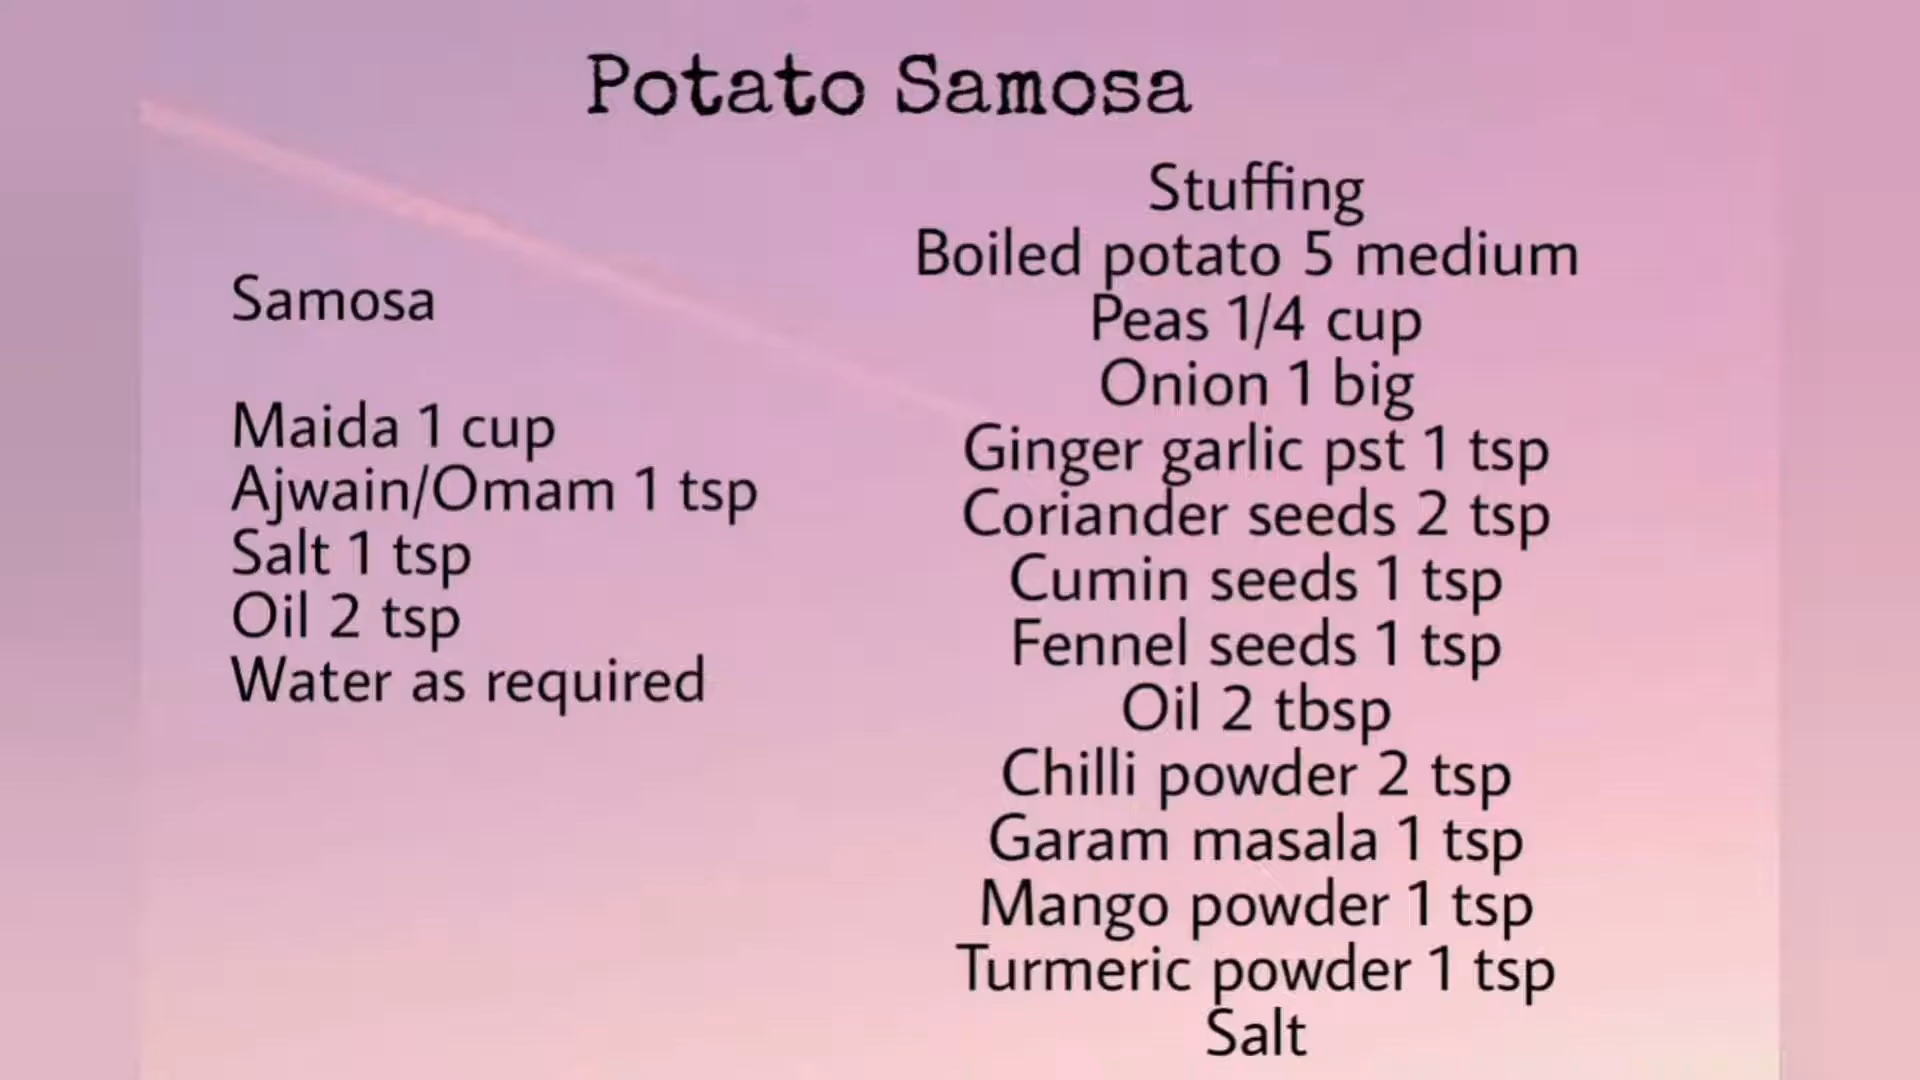 Potato Samosa
Samosa
Maida 1 cup
Ajwain/Omam 1 tsp
Salt 1 tsp
Oil 2 tsp
Water as required
Stuffing
Boiled potato 5 medium
Peas 1/4 cup
Onion 1 big
Ginger garlic pst 1 tsp
Coriander seeds 2 tsp
Cumin seeds 1 tsp
Fennel seeds 1 tsp
Oil 2 tbsp
Chilli powder 2 tsp
Garam masala 1 tsp
Mango powder 1 tsp
Turmeric powder 1 tsp
Salt